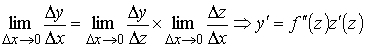 lim Δx→0 Δy/Δx = lim Δx→0 Δy/Δz × lim Δx→0 Δz/Δx ⇒ y' = f''(z)z'(z)